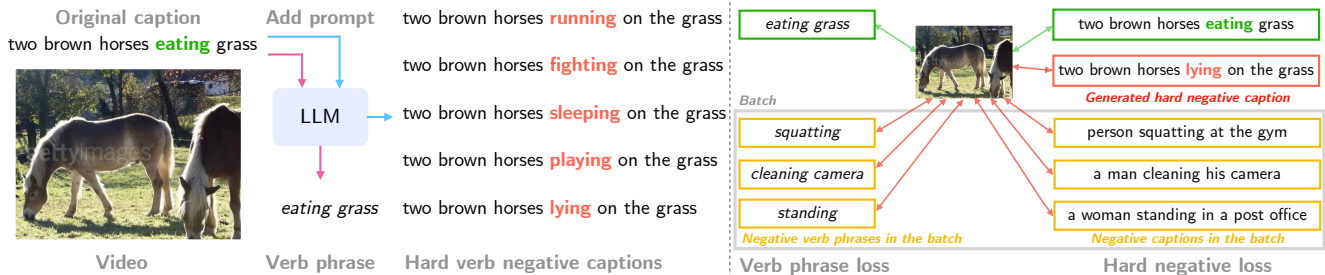 Original caption
two brown horses eating grass
gettyimages
Video
Add prompt
LLM
eating grass
Verb phrase
two brown horses running on the grass
two brown horses fighting on the grass
two brown horses sleeping on the grass
two brown horses playing on the grass
two brown horses lying on the grass
Hard verb negative captions
eating grass
two brown horses eating grass
two brown horses lying on the grass
Generated hard negative caption
Batch
squatting
cleaning camera
standing
Negative verb phrases in the batch
person squatting at the gym
a man cleaning his camera
a woman standing in a post office
Negative captions in the batch
Verb phrase loss
Hard negative loss